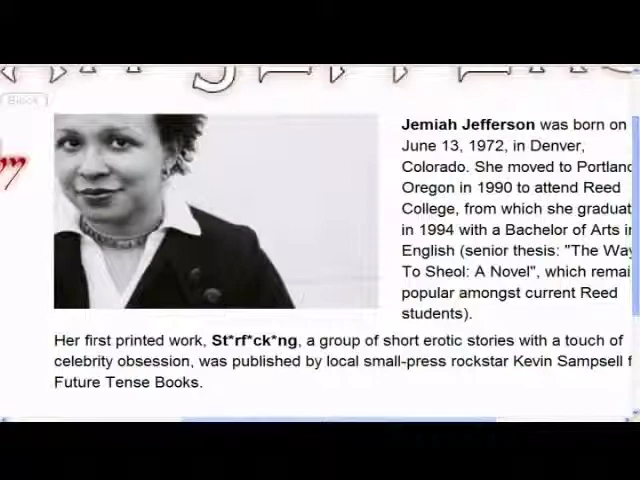 Block
Jemiah Jefferson was born on
June 13, 1972, in Denver,
Colorado. She moved to Portland
Oregon in 1990 to attend Reed
College, from which she graduat
in 1994 with a Bachelor of Arts in
English (senior thesis: "The Way
To Sheol: A Novel", which remai
popular amongst current Reed
students).
Her first printed work, St*rf*ck*ng, a group of short erotic stories with a touch of
celebrity obsession, was published by local small-press rockstar Kevin Sampsell f
Future Tense Books.